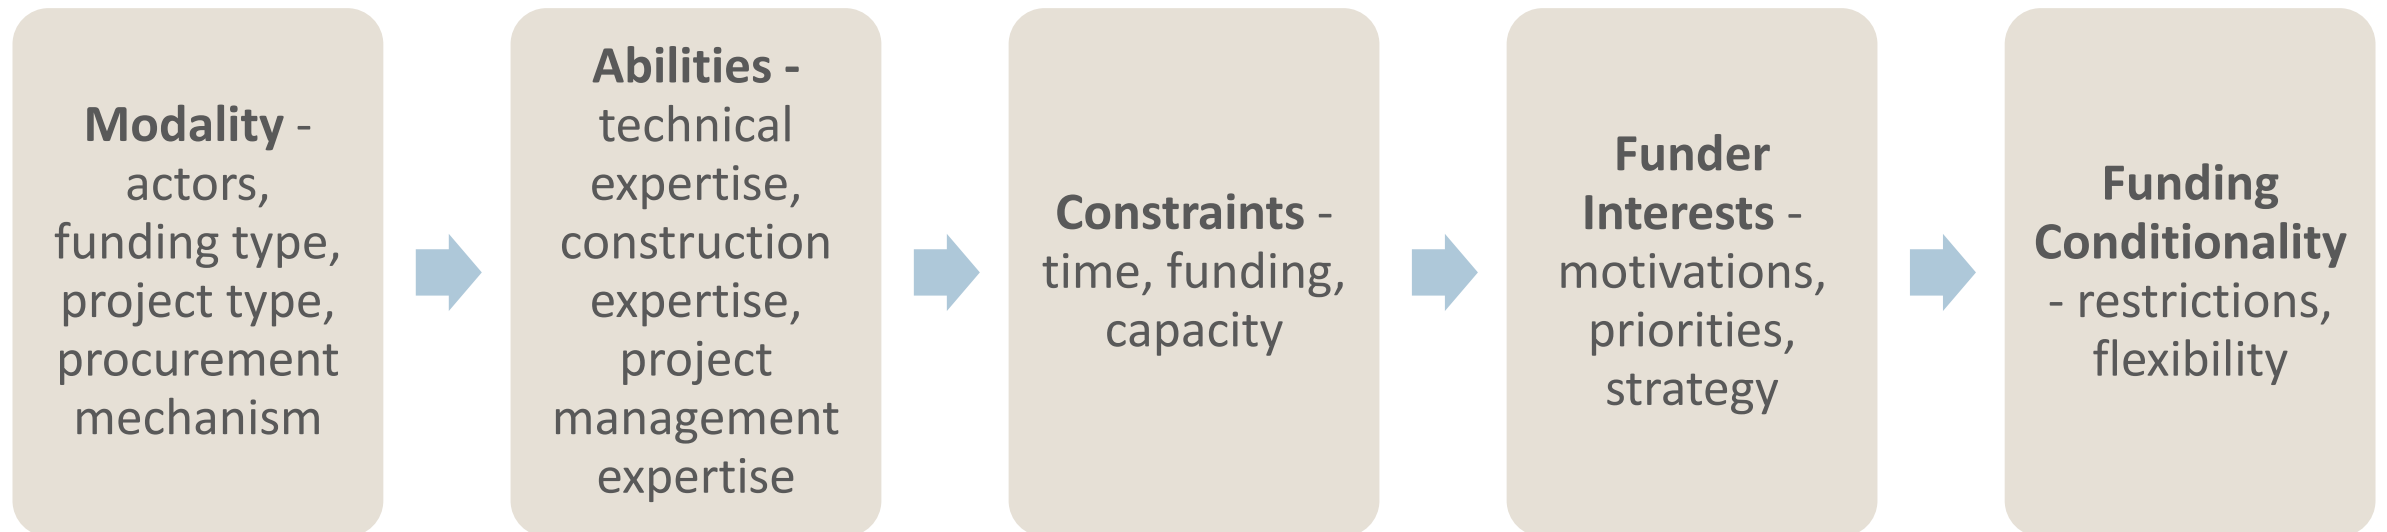 Modality -
actors,
funding type,
project type,
procurement
mechanism
Abilities -
technical
expertise,
construction
expertise,
project
management
expertise
Constraints -
time, funding,
capacity
Funder
Interests -
motivations,
priorities,
strategy
Funding
Conditionality
- restrictions,
flexibility